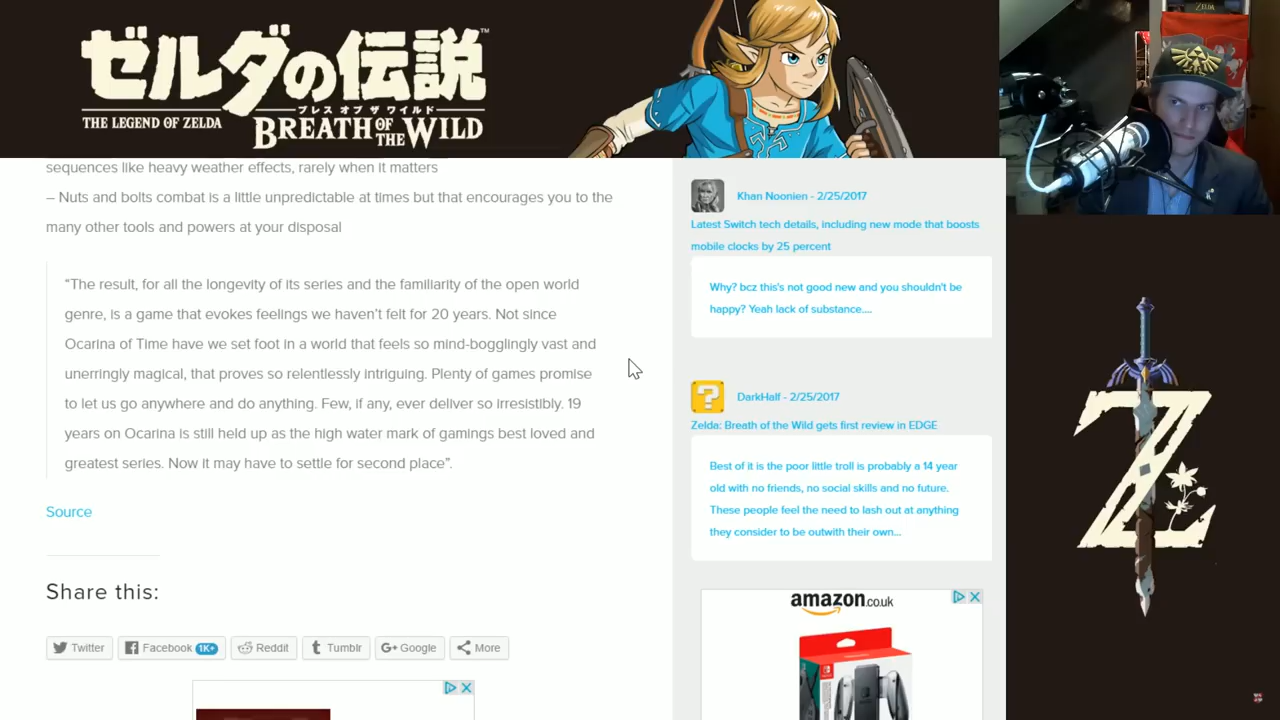 ゼルダの伝説™
ブレス オブ ザ ワイルド
THE LEGEND OF ZELDA
BREATH OF THE WILD
sequences like heavy weather effects, rarely when it matters
– Nuts and bolts combat is a little unpredictable at times but that encourages you to the
many other tools and powers at your disposal
“The result, for all the longevity of its series and the familiarity of the open world
genre, is a game that evokes feelings we haven’t felt for 20 years. Not since
Ocarina of Time have we set foot in a world that feels so mind-bogglingly vast and
unerringly magical, that proves so relentlessly intriguing. Plenty of games promise
to let us go anywhere and do anything. Few, if any, ever deliver so irresistibly. 19
years on Ocarina is still held up as the high water mark of gamings best loved and
greatest series. Now it may have to settle for second place”.
Source
Share this:
Twitter
Facebook 1K+
Reddit
Tumblr
G+ Google
More
Khan Noonien - 2/25/2017
Latest Switch tech details, including new mode that boosts
mobile clocks by 25 percent
Why? bcz this's not good new and you shouldn't be
happy? Yeah lack of substance....
DarkHalf - 2/25/2017
Zelda: Breath of the Wild gets first review in EDGE
Best of it is the poor little troll is probably a 14 year
old with no friends, no social skills and no future.
These people feel the need to lash out at anything
they consider to be outwith their own...
amazon.co.uk
Z